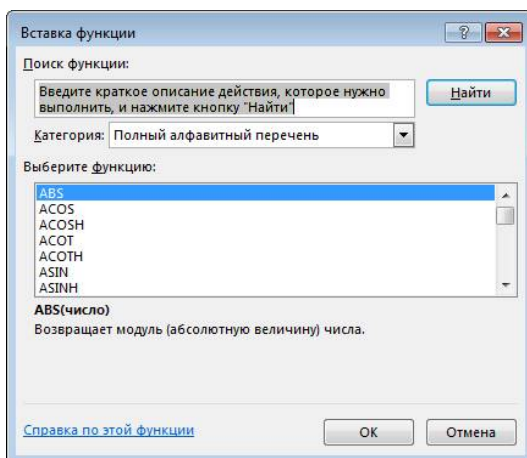 Вставка функции
Поиск функции:
Введите краткое описание действия, которое нужно
выполнить, и нажмите кнопку "Найти"
Найти
Категория: Полный алфавитный перечень
Выберите функцию:
ABS
ACOS
ACOSH
ACOT
ACOTH
ASIN
ASINH
ABS(число)
Возвращает модуль (абсолютную величину) числа.
Справка по этой функции
ОК
Отмена